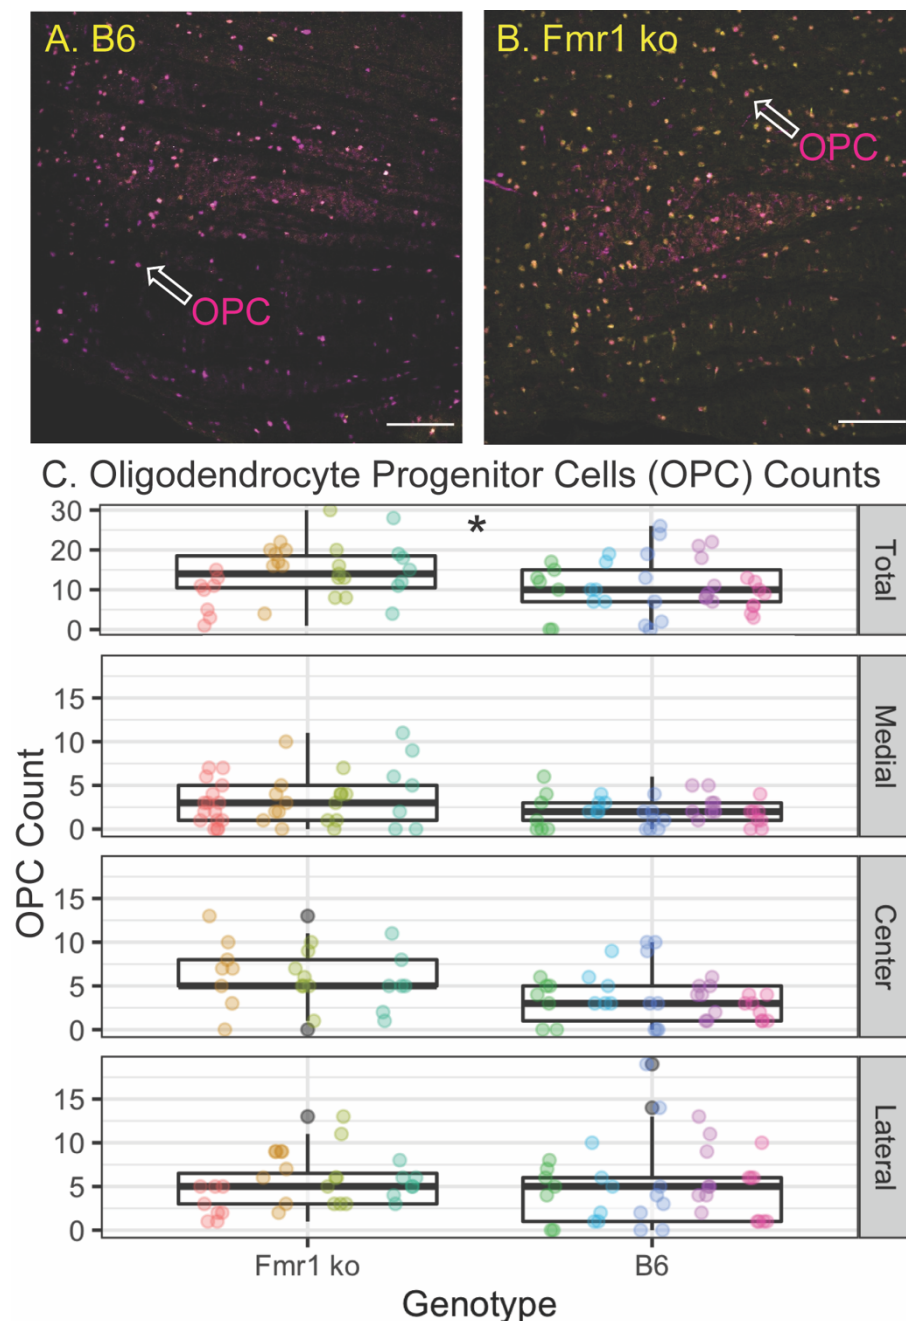 A. B6
B. Fmr1 ko
OPC
OPC
C. Oligodendrocyte Progenitor Cells (OPC) Counts
30
20
10
0
*
Total
15
10
5
0
Medial
OPC Count
15
10
5
0
Center
15
10
5
0
Lateral
Fmr1 ko
B6
Genotype